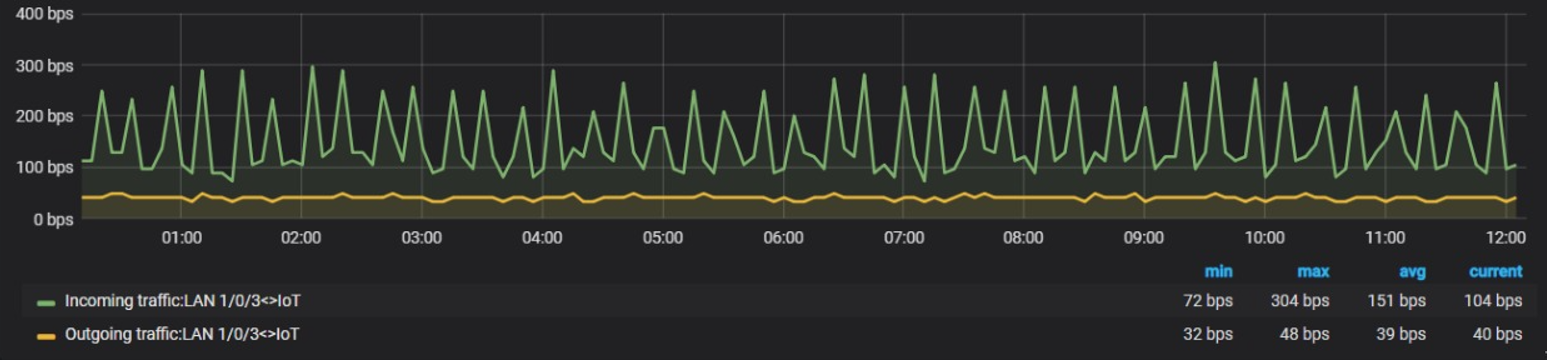 400 bps
300 bps
200 bps
100 bps
0 bps
01:00 02:00 03:00 04:00 05:00 06:00 07:00 08:00 09:00 10:00 11:00 12:00
min max avg current
Incoming traffic:LAN 1/0/3<>IoT 72 bps 304 bps 151 bps 104 bps
Outgoing traffic:LAN 1/0/3<>IoT 32 bps 48 bps 39 bps 40 bps